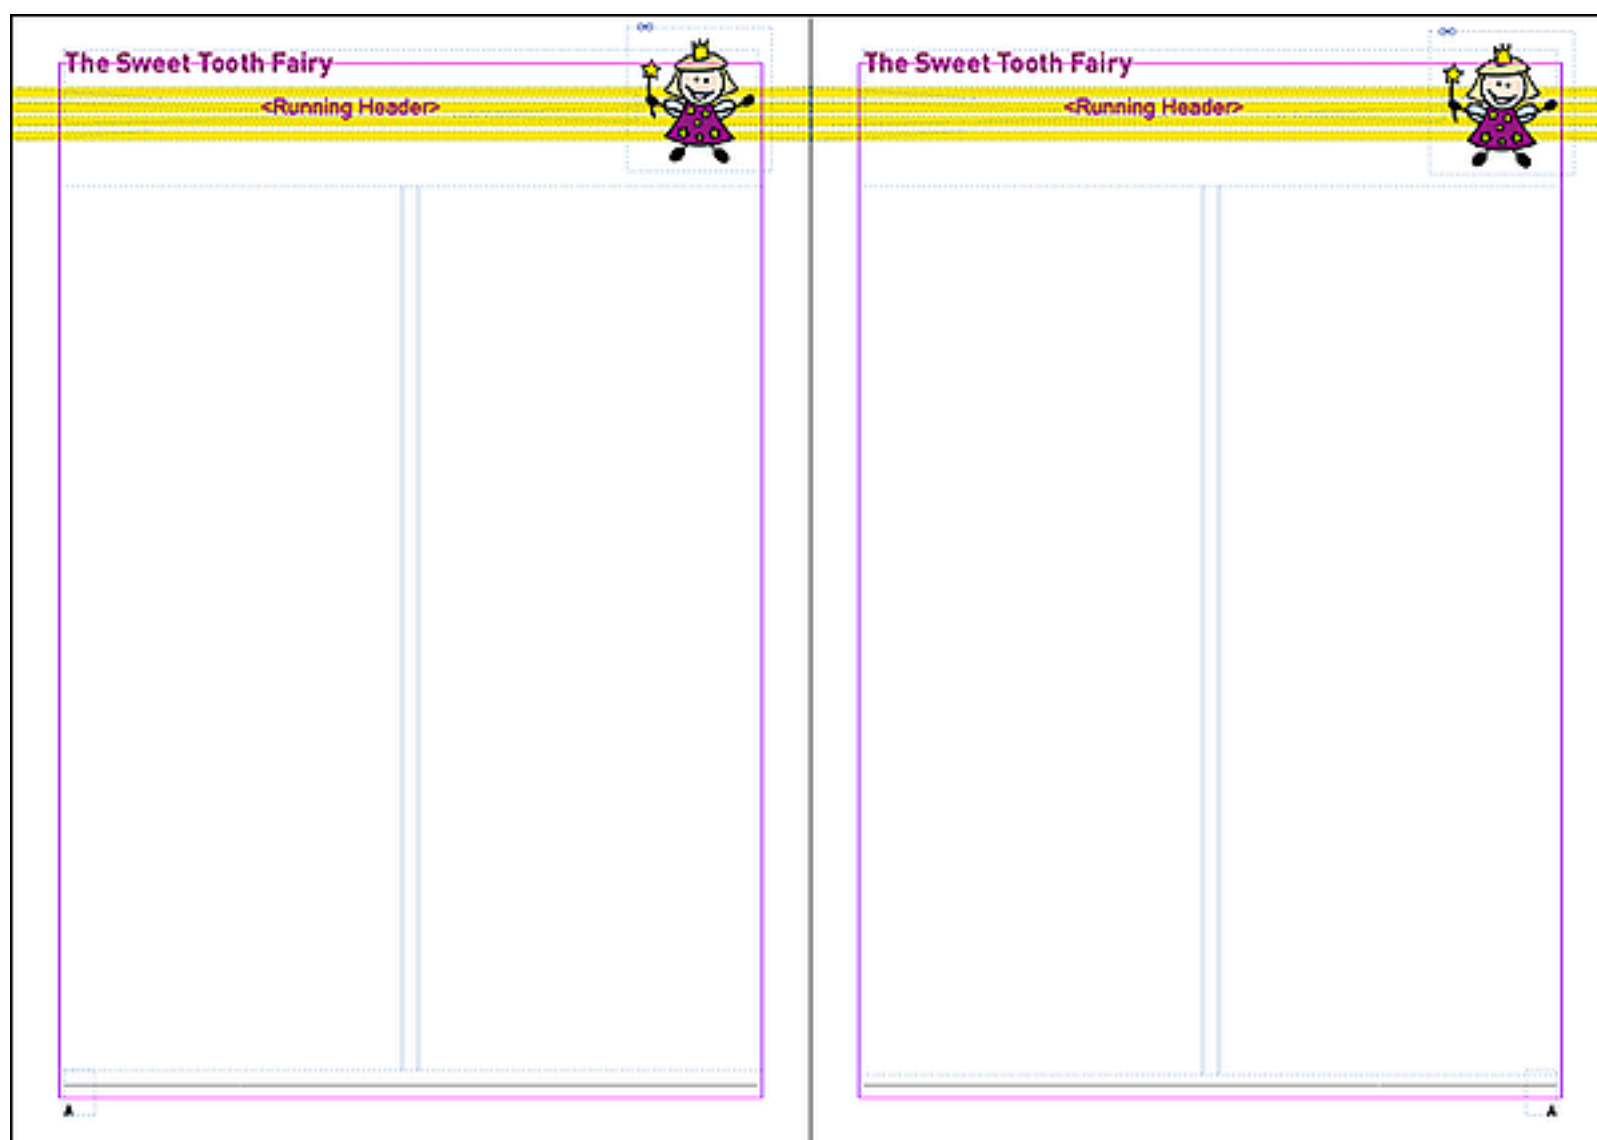 The Sweet Tooth Fairy
<Running Header>
A
The Sweet Tooth Fairy
<Running Header>
A